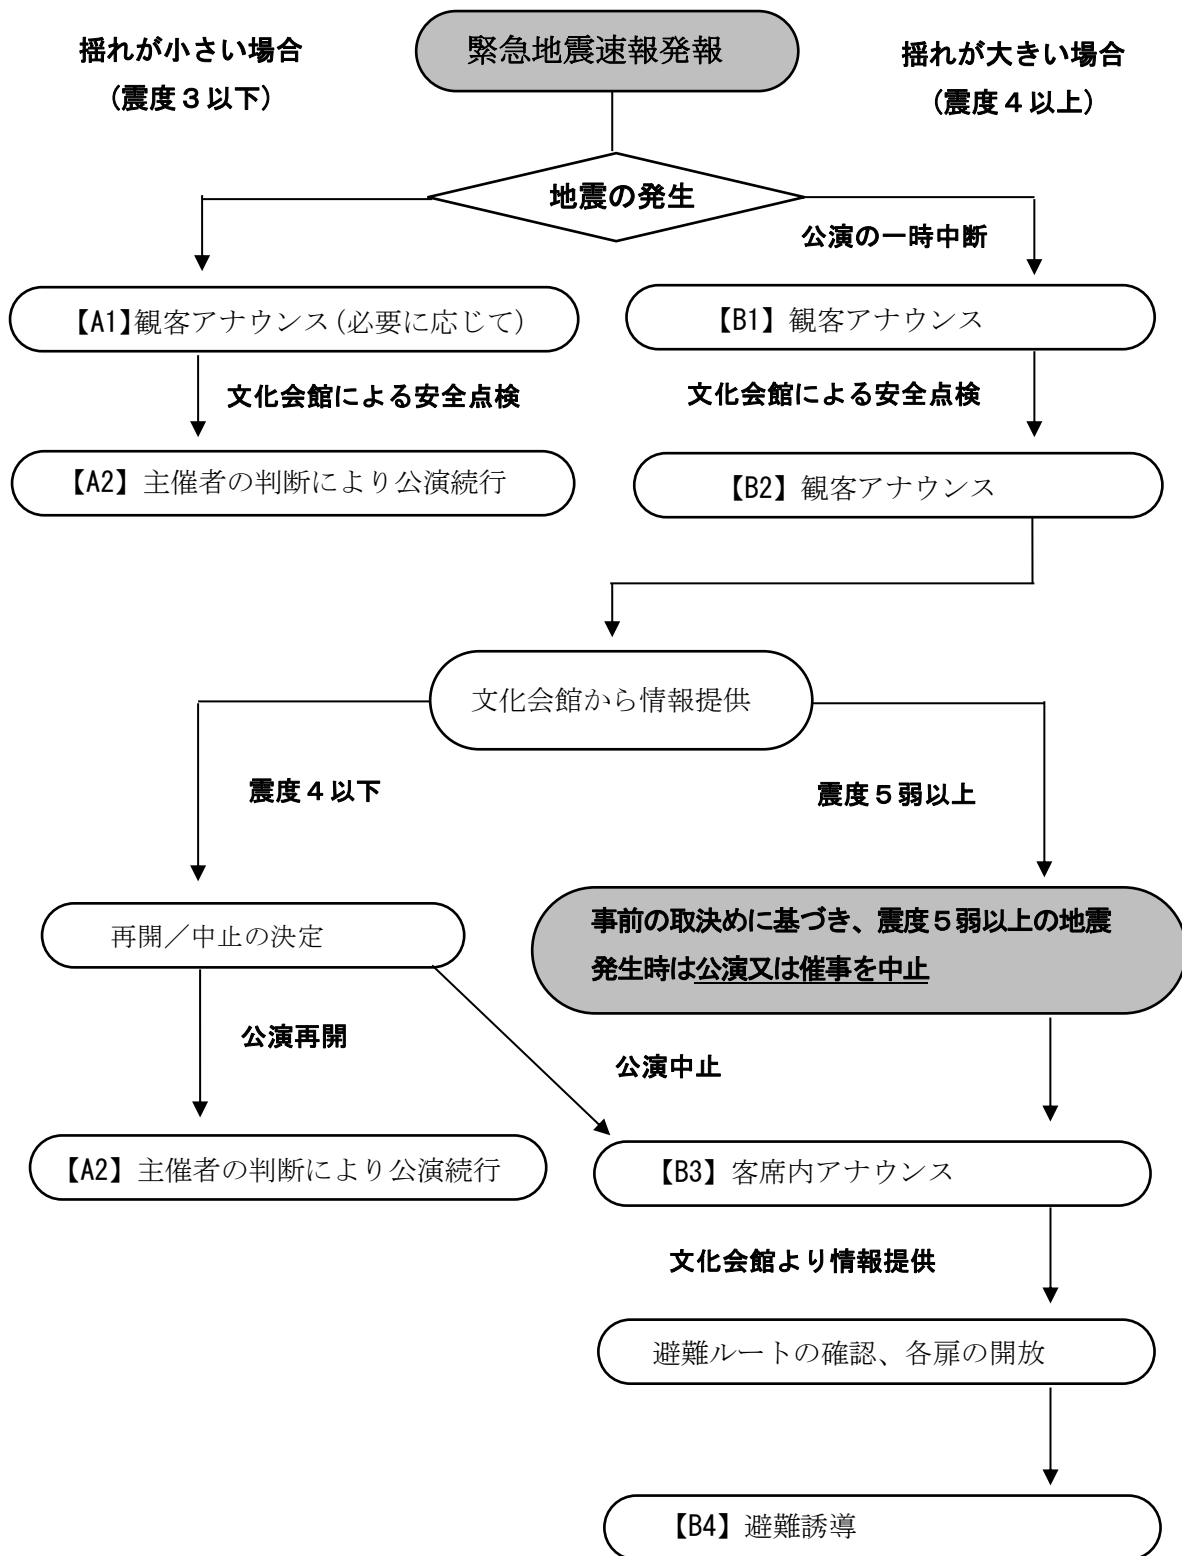 緊急地震速報発報
揺れが小さい場合
(震度３以下)
揺れが大きい場合
(震度４以上)
地震の発生
公演の一時中断
【A1】観客アナウンス(必要に応じて)
【B1】観客アナウンス
文化会館による安全点検
文化会館による安全点検
【A2】主催者の判断により公演続行
【B2】観客アナウンス
文化会館から情報提供
震度４以下
震度５弱以上
再開／中止の決定
事前の取決めに基づき、震度５弱以上の地震
発生時は公演又は催事を中止
公演再開
公演中止
【A2】主催者の判断により公演続行
【B3】客席内アナウンス
文化会館より情報提供
避難ルートの確認、各扉の開放
【B4】避難誘導